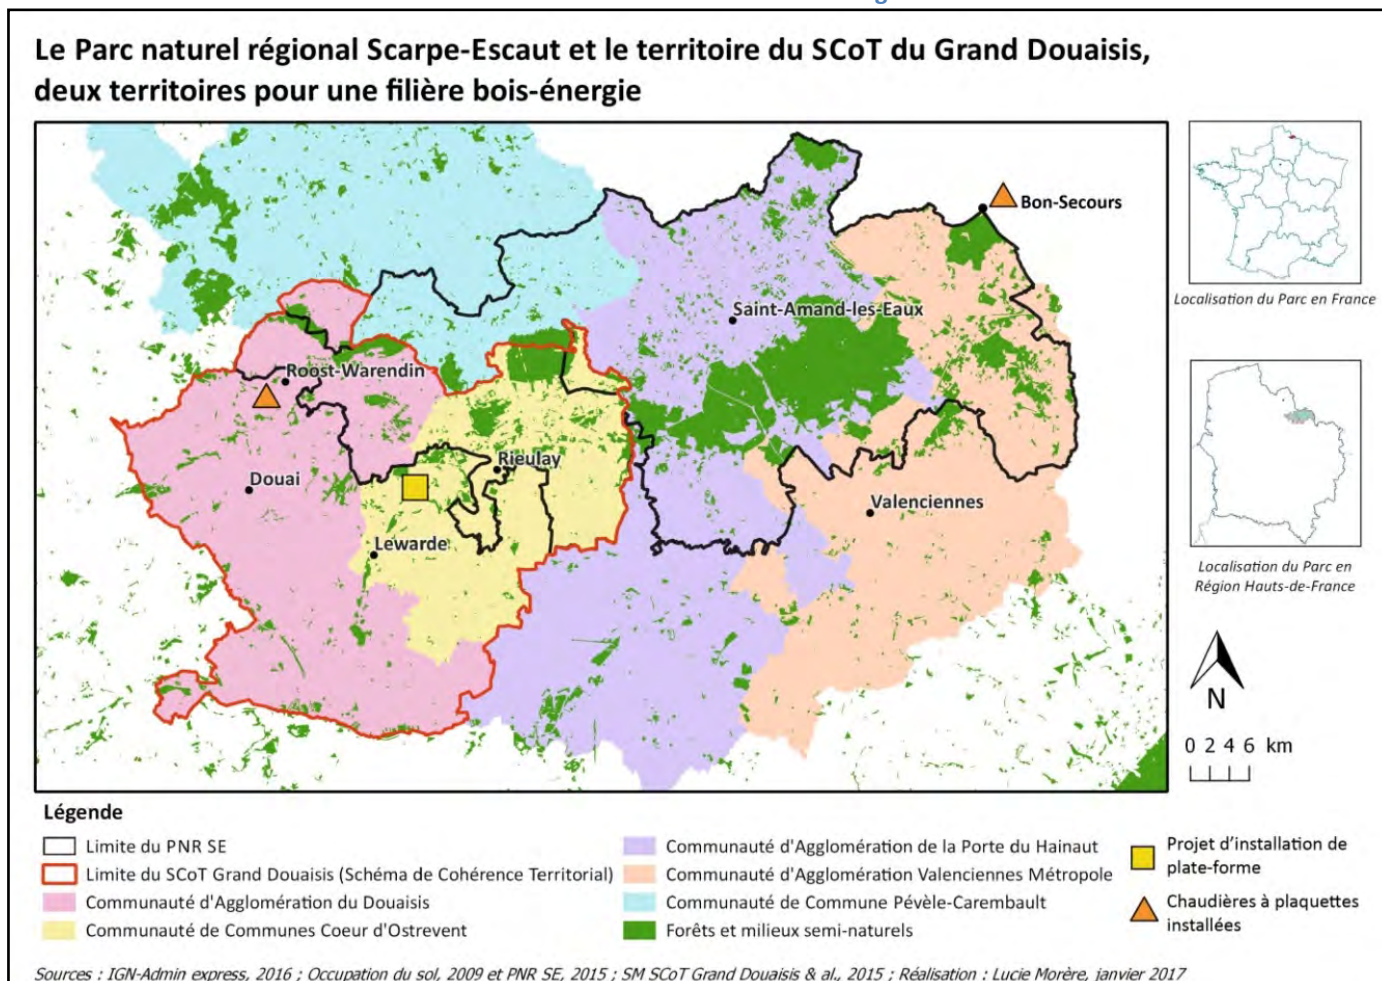 Le Parc naturel régional Scarpe-Escaut et le territoire du SCoT du Grand Douaisis,
deux territoires pour une filière bois-énergie
Bon-Secours
Saint-Amand-les-Eaux
Roost-Warendin
Rieulay
Douai
Valenciennes
Lewarde
Localisation du Parc en France
Localisation du Parc en
Région Hauts-de-France
N
0 2 4 6 km
Légende
Limite du PNR SE
Limite du SCoT Grand Douaisis (Schéma de Cohérence Territorial)
Communauté d'Agglomération du Douaisis
Communauté de Communes Coeur d'Ostrevent
Communauté d'Agglomération de la Porte du Hainaut
Communauté d'Agglomération Valenciennes Métropole
Communauté de Commune Pévèle-Carembault
Forêts et milieux semi-naturels
Projet d'installation de
plate-forme
Chaudières à plaquettes
installées
Sources : IGN-Admin express, 2016 ; Occupation du sol, 2009 et PNR SE, 2015 ; SM SCoT Grand Douaisis & al., 2015 ; Réalisation : Lucie Morère, janvier 2017